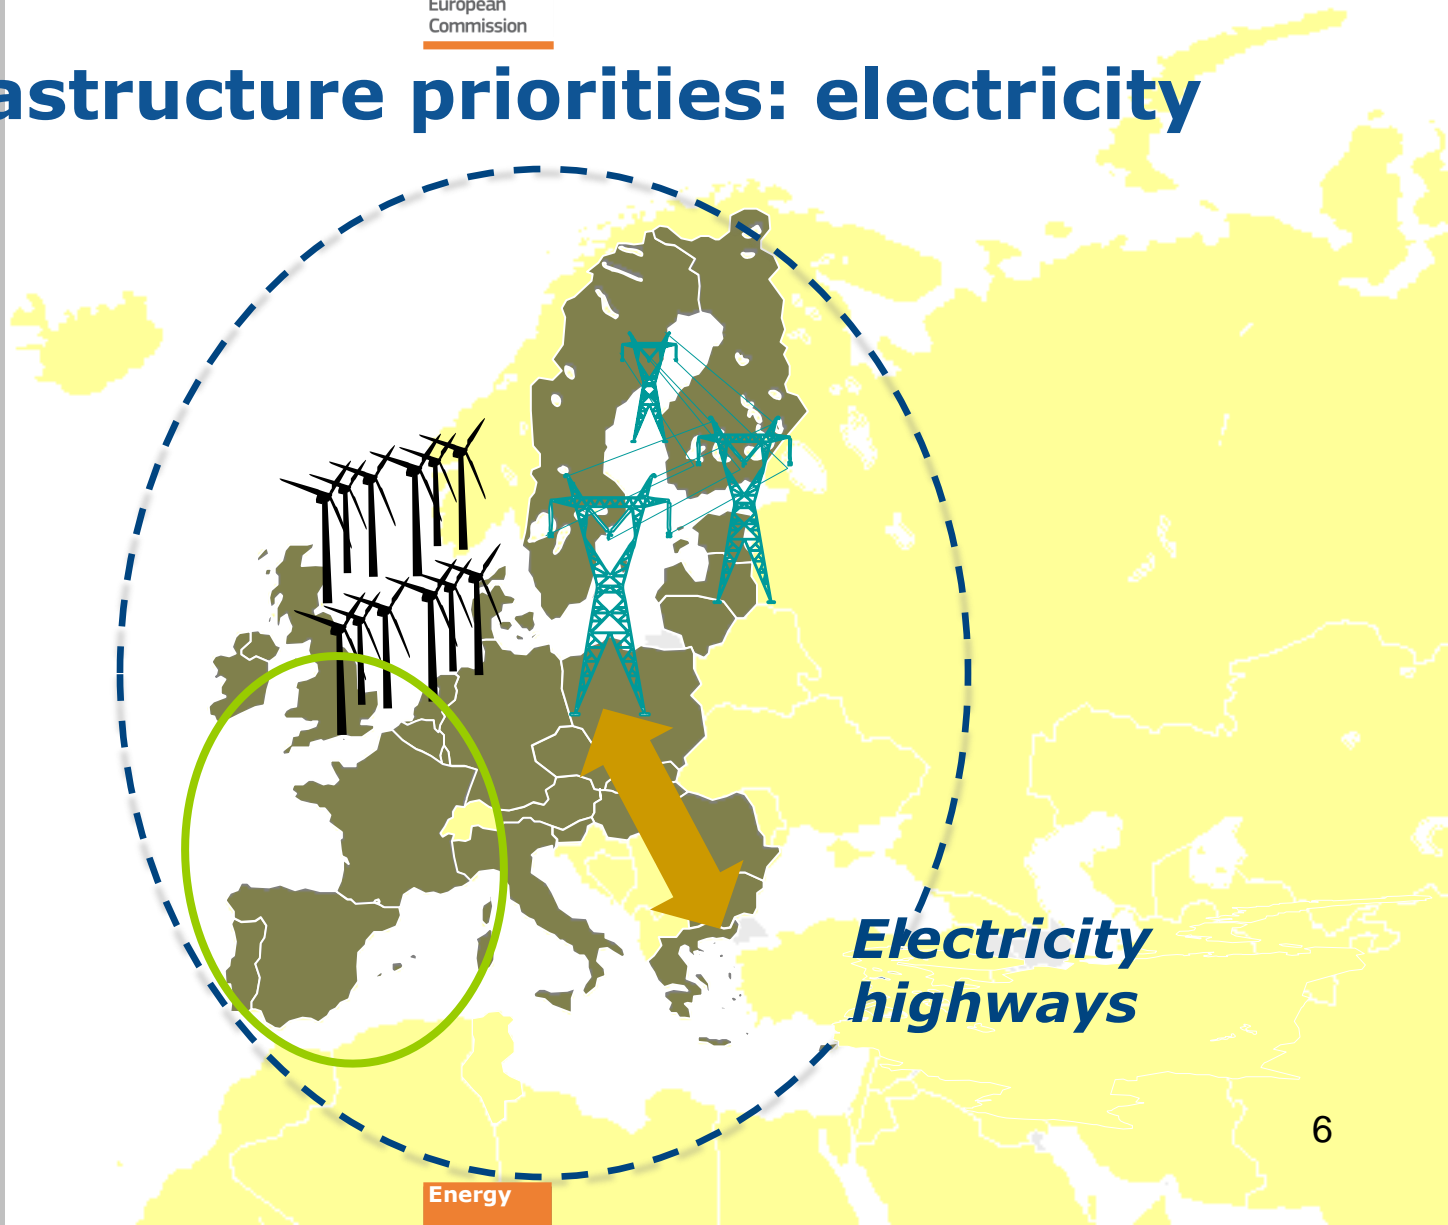 European
Commission
astructure priorities: electricity
Electricity
highways
6
Energy